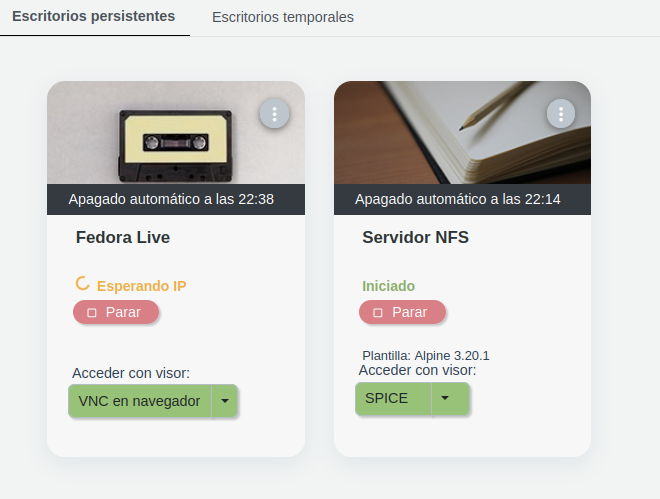 Escritorios persistentes
Escritorios temporales
Apagado automático a las 22:38
Fedora Live
Esperando IP
Parar
Acceder con visor:
VNC en navegador
Apagado automático a las 22:14
Servidor NFS
Iniciado
Parar
Plantilla: Alpine 3.20.1
Acceder con visor:
SPICE